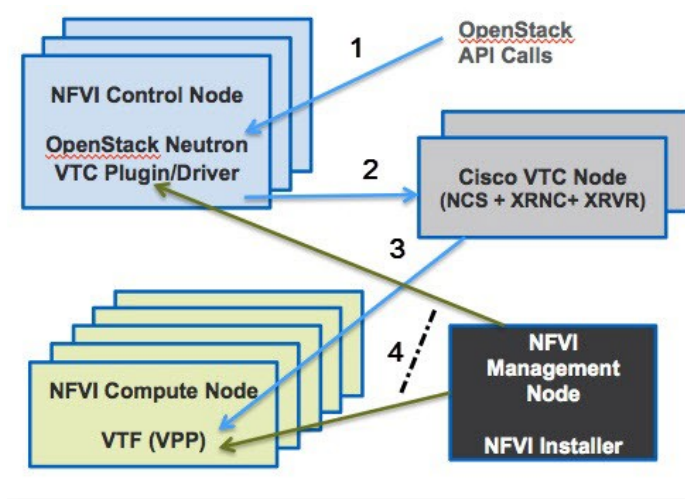 1
OpenStack
API Calls
NFVI Control Node
OpenStack Neutron
VTC Plugin/Driver
2
Cisco VTC Node
(NCS + XRNC+ XRVR)
3
4
NFVI Compute Node
VTF (VPP)
NFVI
Management
Node
NFVI Installer